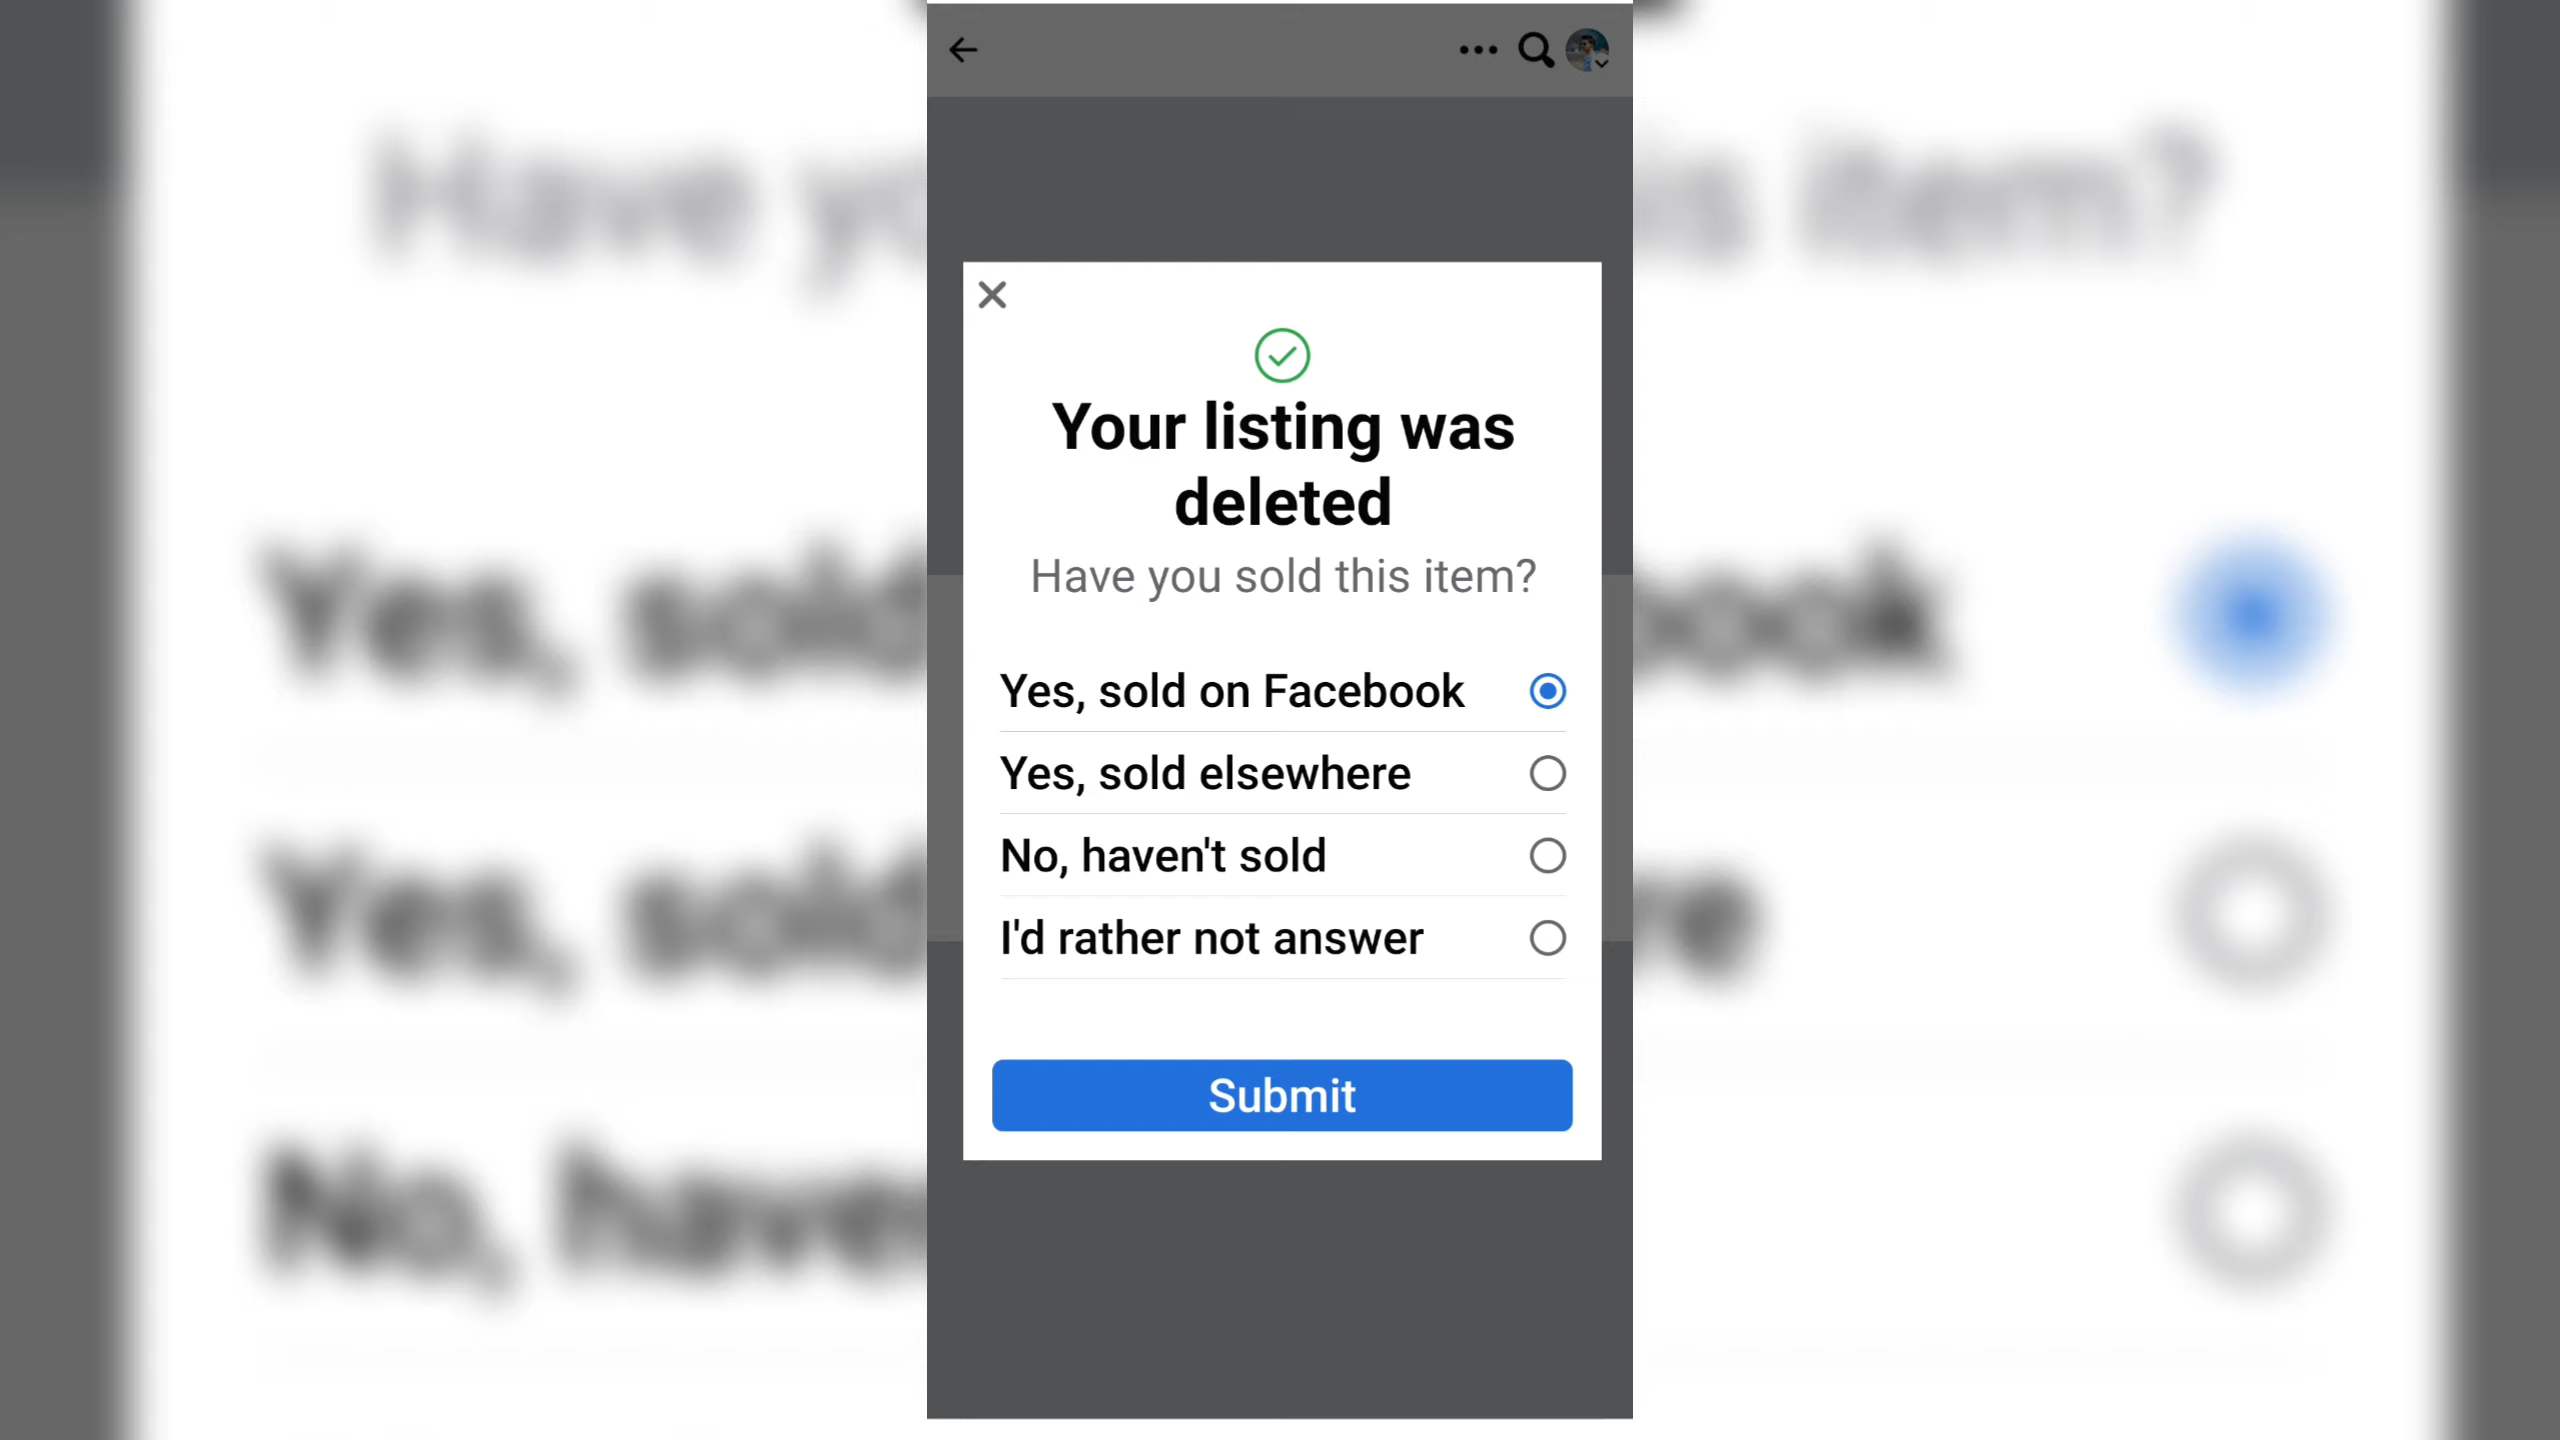 Your listing was
deleted
Have you sold this item?
Yes, sold on Facebook
Yes, sold elsewhere
No, haven't sold
I'd rather not answer
Submit